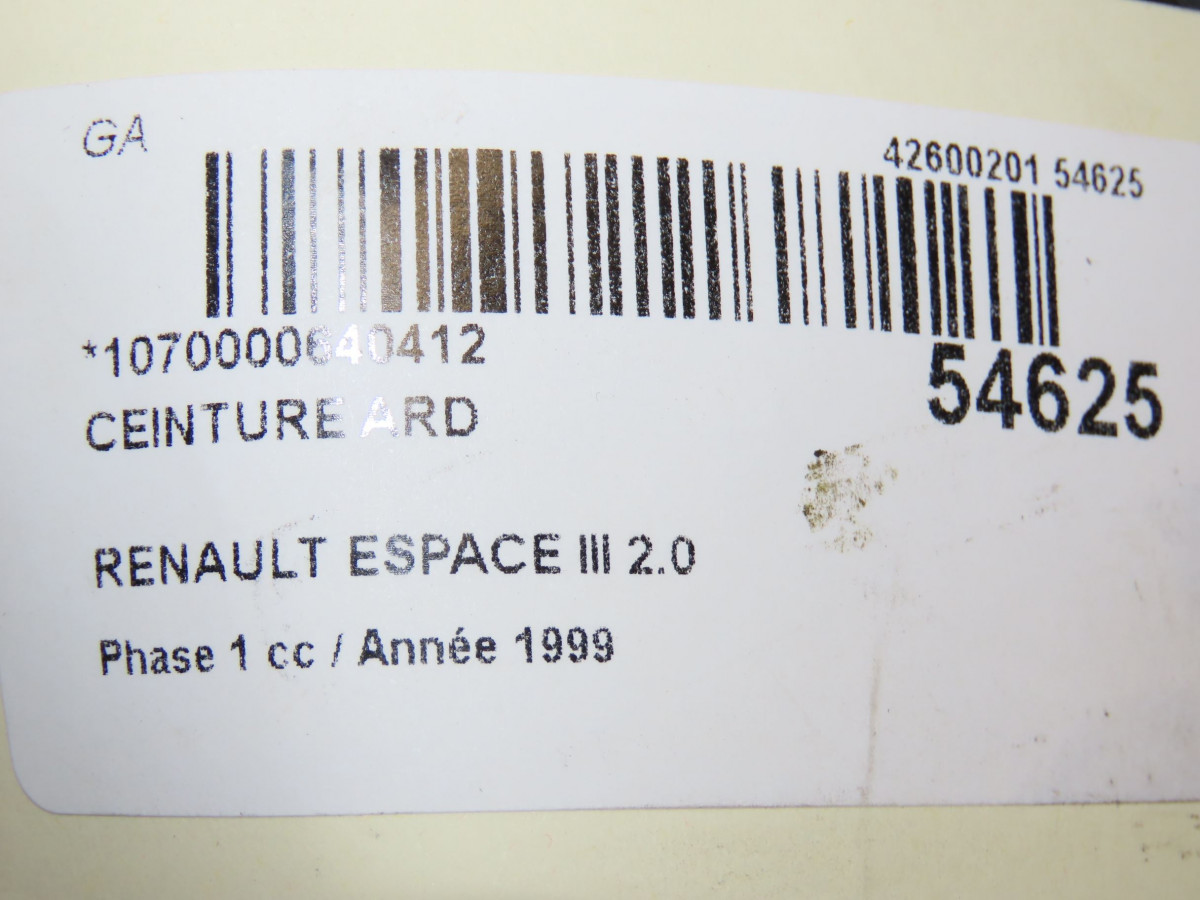 GA
42600201 54625
*1070000640412
54625
CEINTURE ARD
RENAULT ESPACE III 2.0
Phase 1 cc / Année 1999